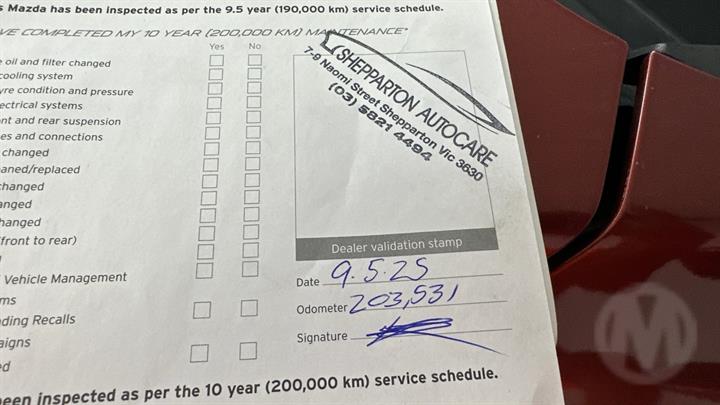 s Mazda has been inspected as per the 9.5 year (190,000 km) service schedule.
VE COMPLETED MY 10 YEAR (200,000 KM) MAINTENANCE*
Yes No
e oil and filter changed
cooling system
yre condition and pressure
ectrical systems
nt and rear suspension
es and connections
changed
aned/replaced
changed
anged
hanged
(front to rear)
Vehicle Management
ms
ding Recalls
aigns
ed
SHEPPARTON AUTOCARE
7-9 Naomi Street Shepparton Vic 3630
(03) 5821 4494
Dealer validation stamp
Date 9.5.25
Odometer 203,531
Signature
een inspected as per the 10 year (200,000 km) service schedule.
M